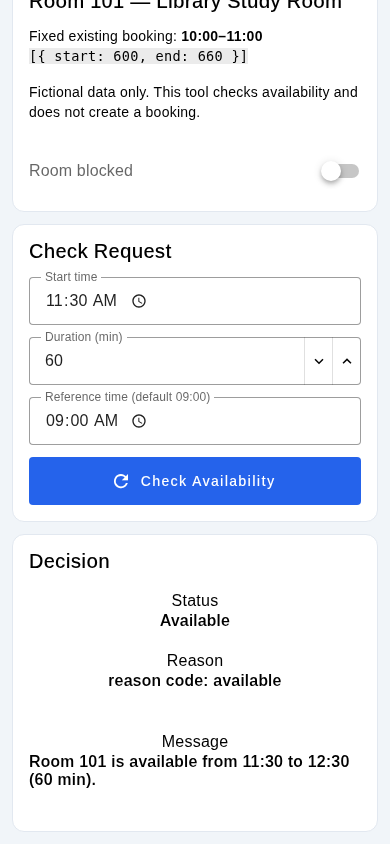 Room 101 — Library Study Room
Fixed existing booking: 10:00–11:00
[{ start: 600, end: 660 }]
Fictional data only. This tool checks availability and
does not create a booking.
Room blocked
Check Request
Start time
11:30 AM
Duration (min)
60
Reference time (default 09:00)
09:00 AM
Check Availability
Decision
Status
Available
Reason
reason code: available
Message
Room 101 is available from 11:30 to 12:30
(60 min).